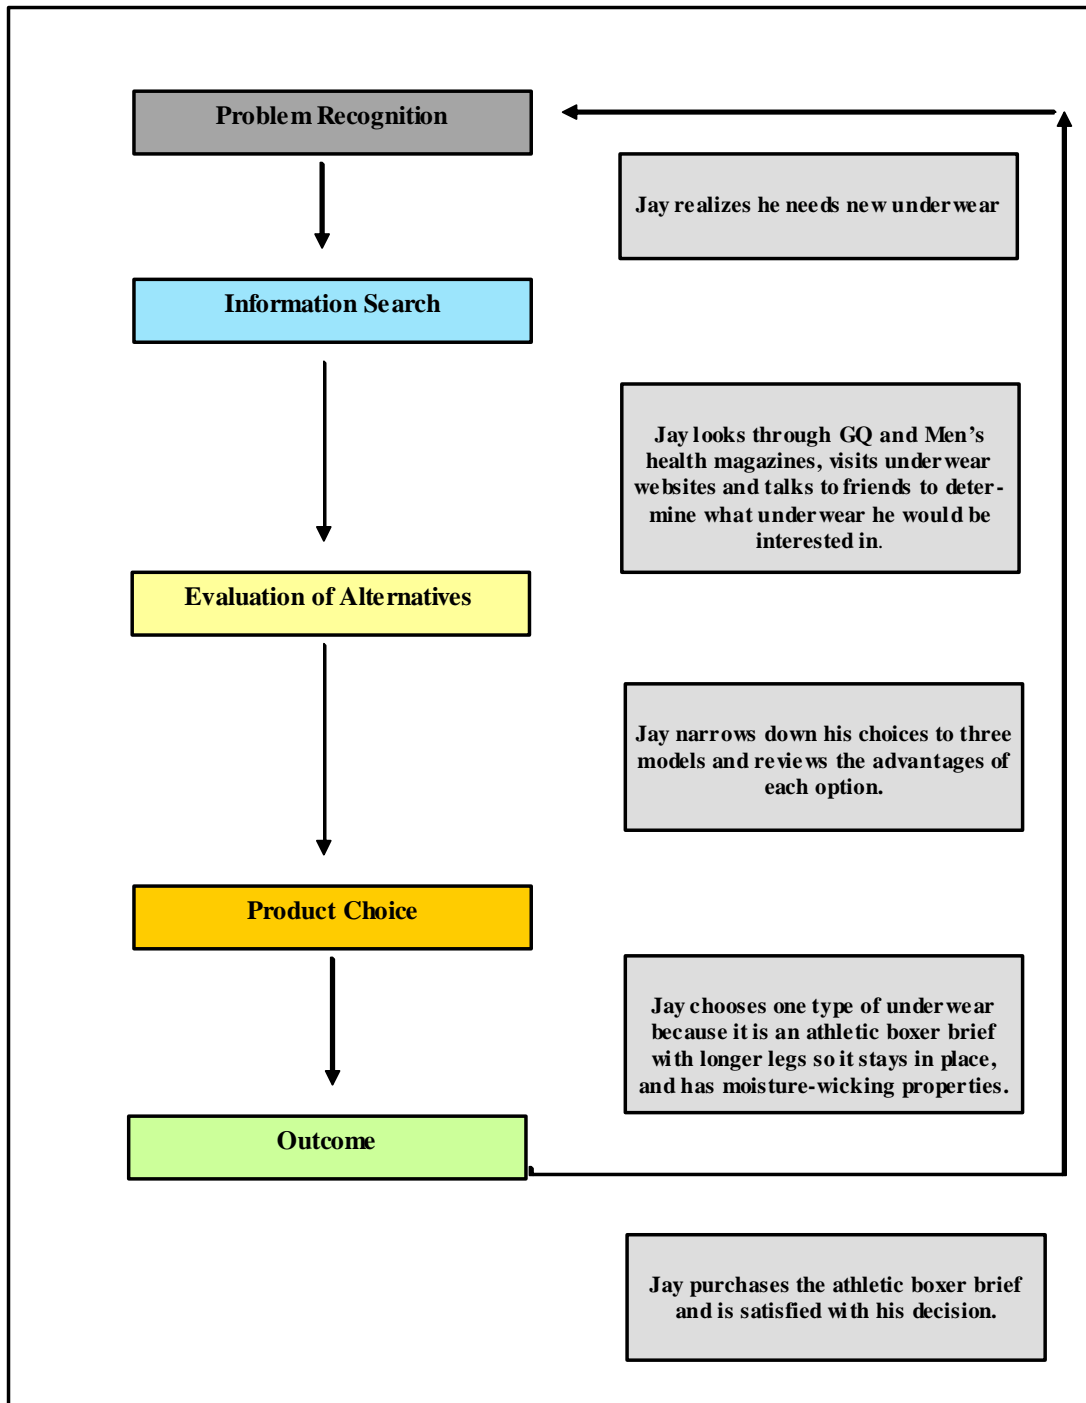 Problem Recognition
Jay realizes he needs new underwear
Information Search
Jay looks through GQ and Men’s
health magazines, visits underwear
websites and talks to friends to deter-
mine what underwear he would be
interested in.
Evaluation of Alternatives
Jay narrows down his choices to three
models and reviews the advantages of
each option.
Product Choice
Jay chooses one type of underwear
because it is an athletic boxer brief
with longer legs so it stays in place,
and has moisture-wicking properties.
Outcome
Jay purchases the athletic boxer brief
and is satisfied with his decision.